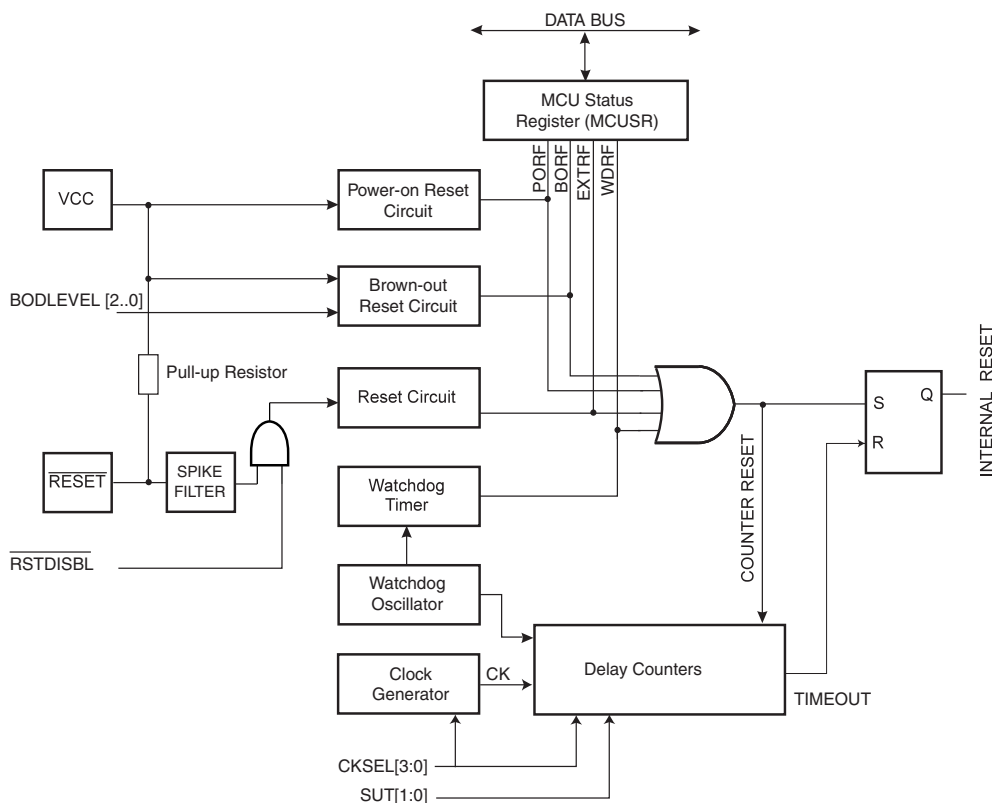 DATA BUS
MCU Status
Register (MCUSR)
PORF
BORF
EXTRF
WDRF
VCC
Power-on Reset
Circuit
BODLEVEL [2..0]
Brown-out
Reset Circuit
Pull-up Resistor
Reset Circuit
S
Q
R
INTERNAL RESET
RESET
SPIKE
FILTER
Watchdog
Timer
COUNTER RESET
RSTDISBL
Watchdog
Oscillator
Clock
Generator
CK
Delay Counters
TIMEOUT
CKSEL[3:0]
SUT[1:0]